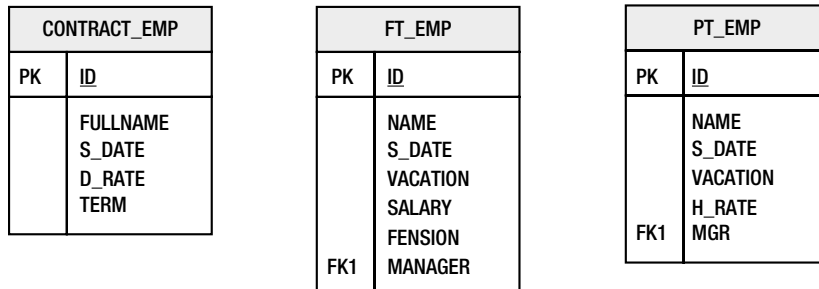 CONTRACT_EMP
PK ID
FULLNAME
S_DATE
D_RATE
TERM
FT_EMP
PK ID
NAME
S_DATE
VACATION
SALARY
FENSION
FK1 MANAGER
PT_EMP
PK ID
NAME
S_DATE
VACATION
H_RATE
FK1 MGR